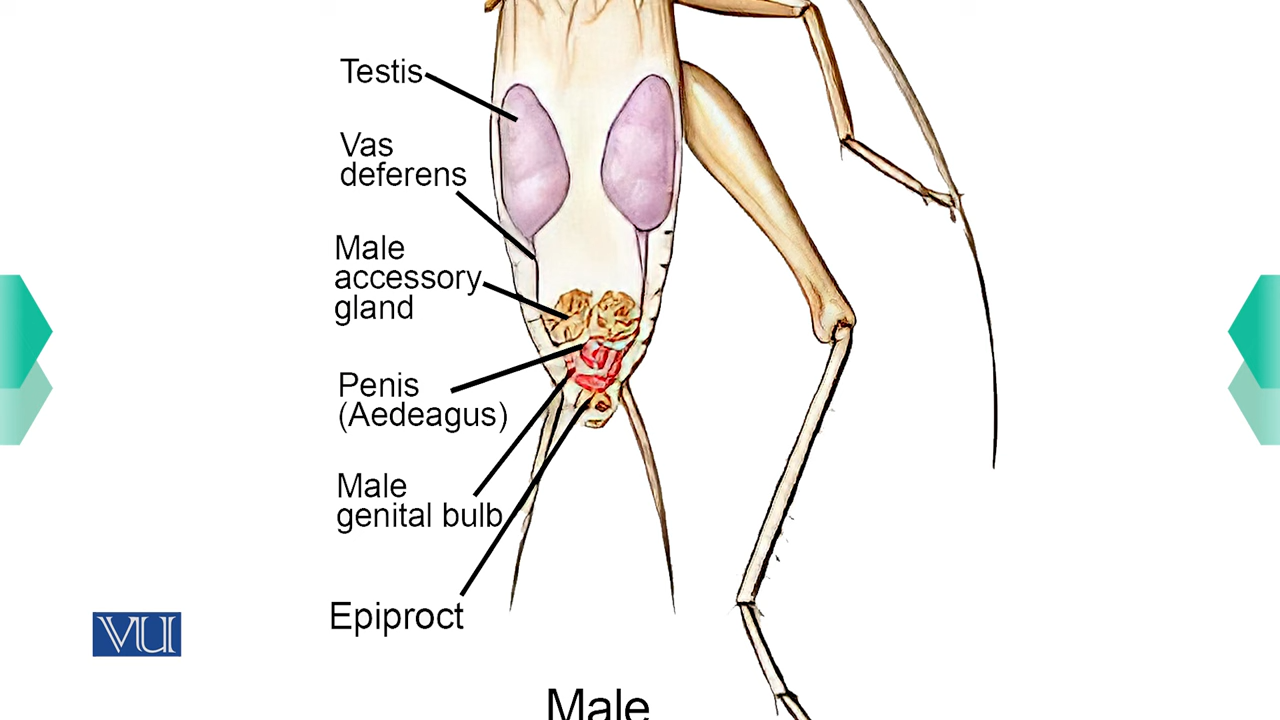 Testis
Vas
deferens
Male
accessory
gland
Penis
(Aedeagus)
Male
genital bulb
Epiproct
VU
Male